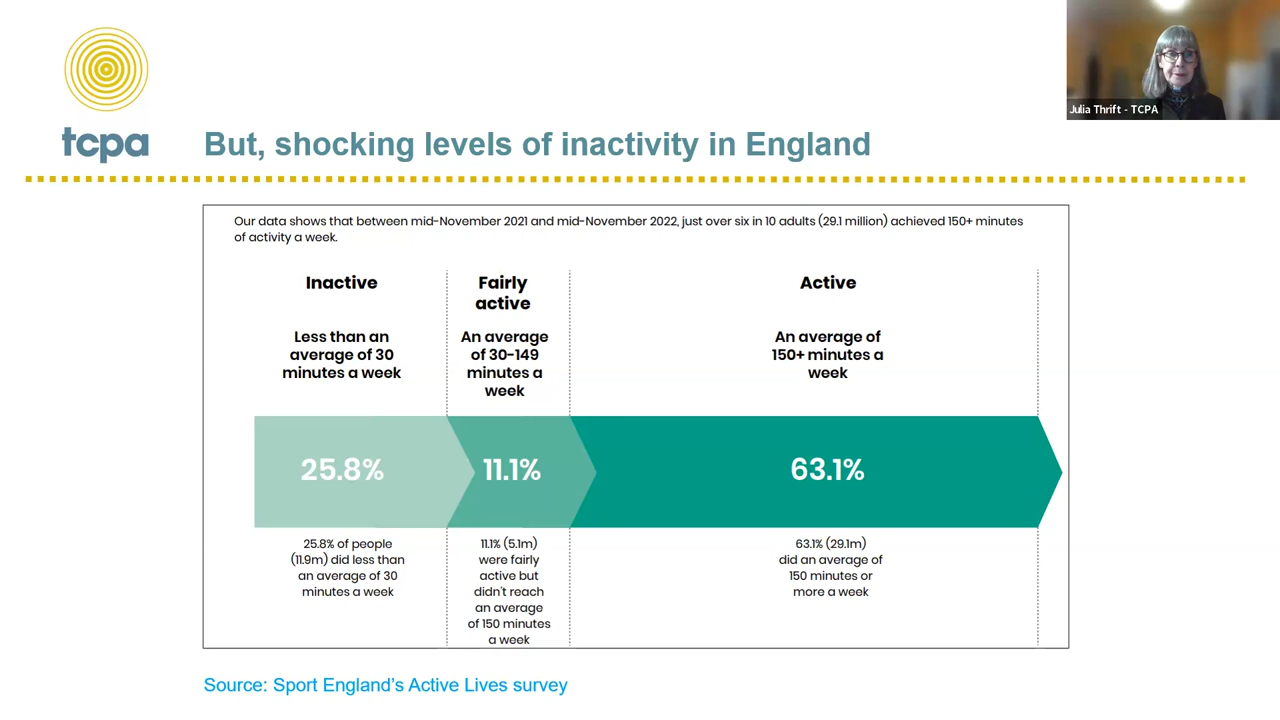 Julia Thrift - TCPA
tcpa
But, shocking levels of inactivity in England
Our data shows that between mid-November 2021 and mid-November 2022, just over six in 10 adults (29.1 million) achieved 150+ minutes
of activity a week.
Inactive
Less than an
average of 30
minutes a week
25.8%
25.8% of people
(11.9m) did less than
an average of 30
minutes a week
Fairly
active
An average
of 30-149
minutes a
week
11.1%
11.1% (5.1m)
were fairly
active but
didn't reach
an average
of 150 minutes
a week
Active
An average of
150+ minutes a
week
63.1%
63.1% (29.1m)
did an average of
150 minutes or
more a week
Source: Sport England’s Active Lives survey